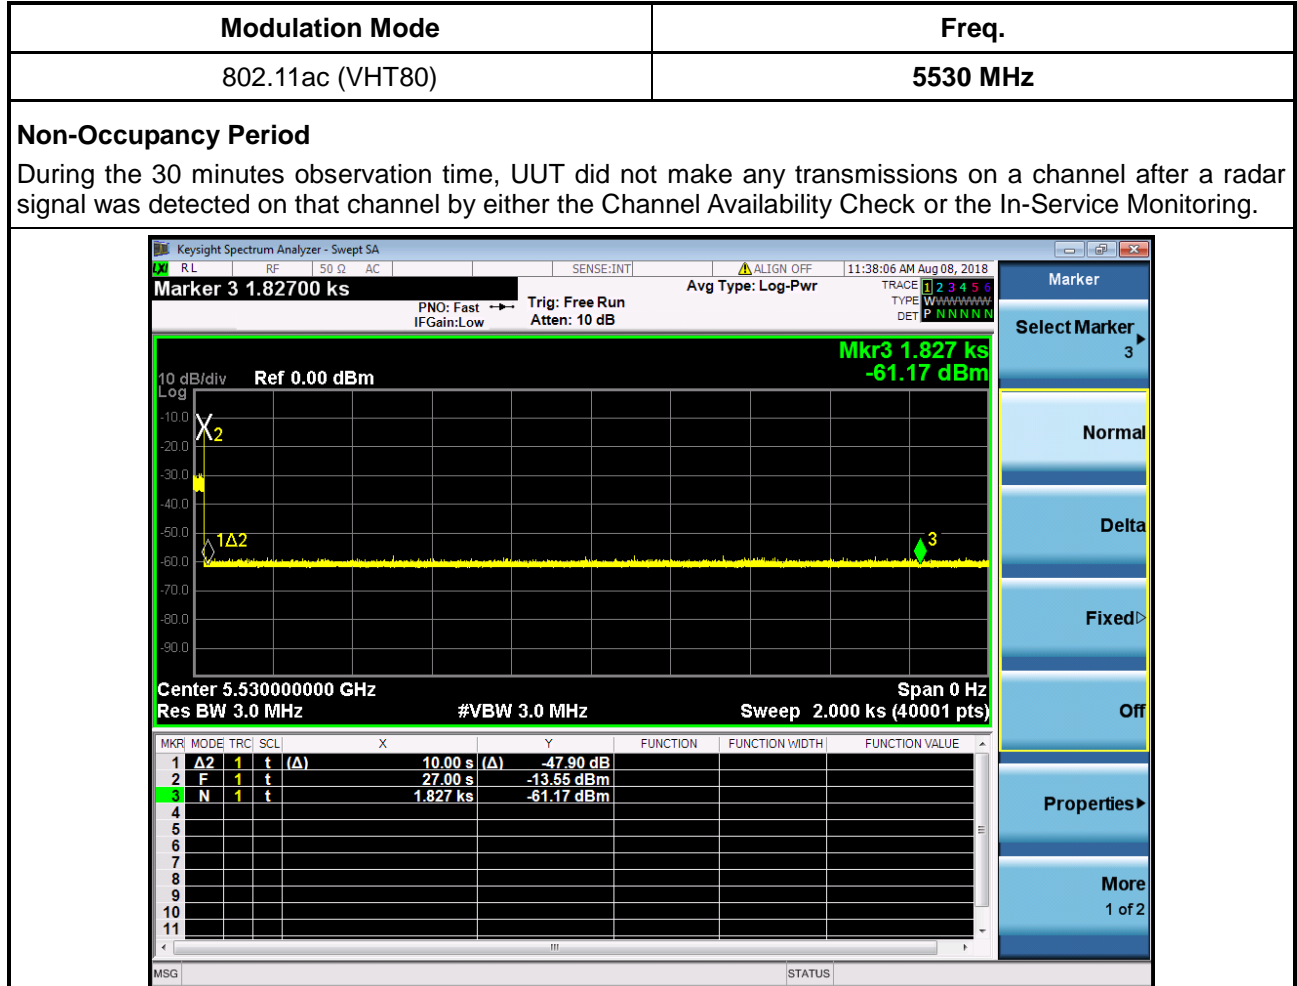 Modulation Mode Freq.
802.11ac (VHT80) 5530 MHz
Non-Occupancy Period
During the 30 minutes observation time, UUT did not make any transmissions on a channel after a radar
signal was detected on that channel by either the Channel Availability Check or the In-Service Monitoring.
Keysight Spectrum Analyzer - Swept SA
LXI RL RF 50 Ω AC SENSE:INT ALIGN OFF 11:38:06 AM Aug 08, 2018
Marker 3 1.82700 ks
PNO: Fast
IFGain:Low
Trig: Free Run
Atten: 10 dB
Avg Type: Log-Pwr
TRACE 1 2 3 4 5 6
TYPE WWWWWW
DET P N N N N N
Mkr3 1.827 ks
-61.17 dBm
10 dB/div Ref 0.00 dBm
Log
-10.0
-20.0
-30.0
-40.0
-50.0
-60.0
-70.0
-80.0
-90.0
2
1Δ2
3
Center 5.530000000 GHz Span 0 Hz
Res BW 3.0 MHz #VBW 3.0 MHz Sweep 2.000 ks (40001 pts)
MKR MODE TRC SCL X Y FUNCTION FUNCTION WIDTH FUNCTION VALUE
1 Δ2 1 t (Δ) 10.00 s (Δ) -47.90 dB
2 F 1 t 27.00 s -13.55 dBm
3 N 1 t 1.827 ks -61.17 dBm
4
5
6
7
8
9
10
11
MSG STATUS
Marker
Select Marker
3
Normal
Delta
Fixed
Off
Properties
More
1 of 2